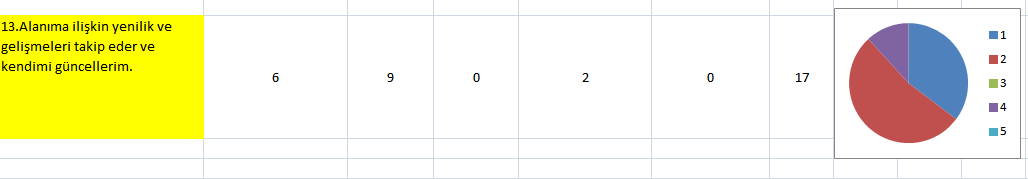 13.Alanıma ilişkin yenilik ve
gelişmeleri takip eder ve
kendimi güncellerim.
6 9 0 2 0 17
1
2
3
4
5